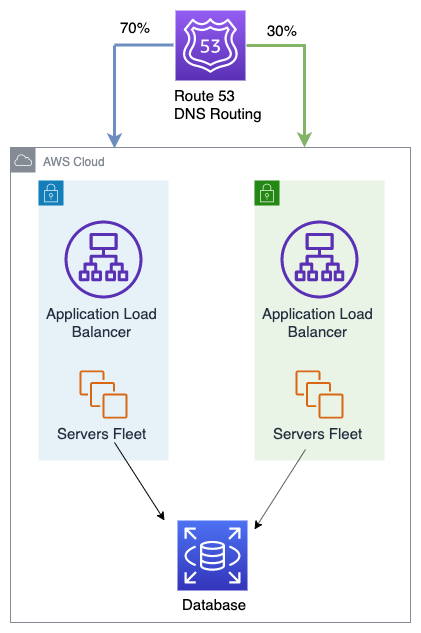 70%
30%
53
Route 53
DNS Routing
AWS Cloud
Application Load
Balancer
Application Load
Balancer
Servers Fleet
Servers Fleet
Database